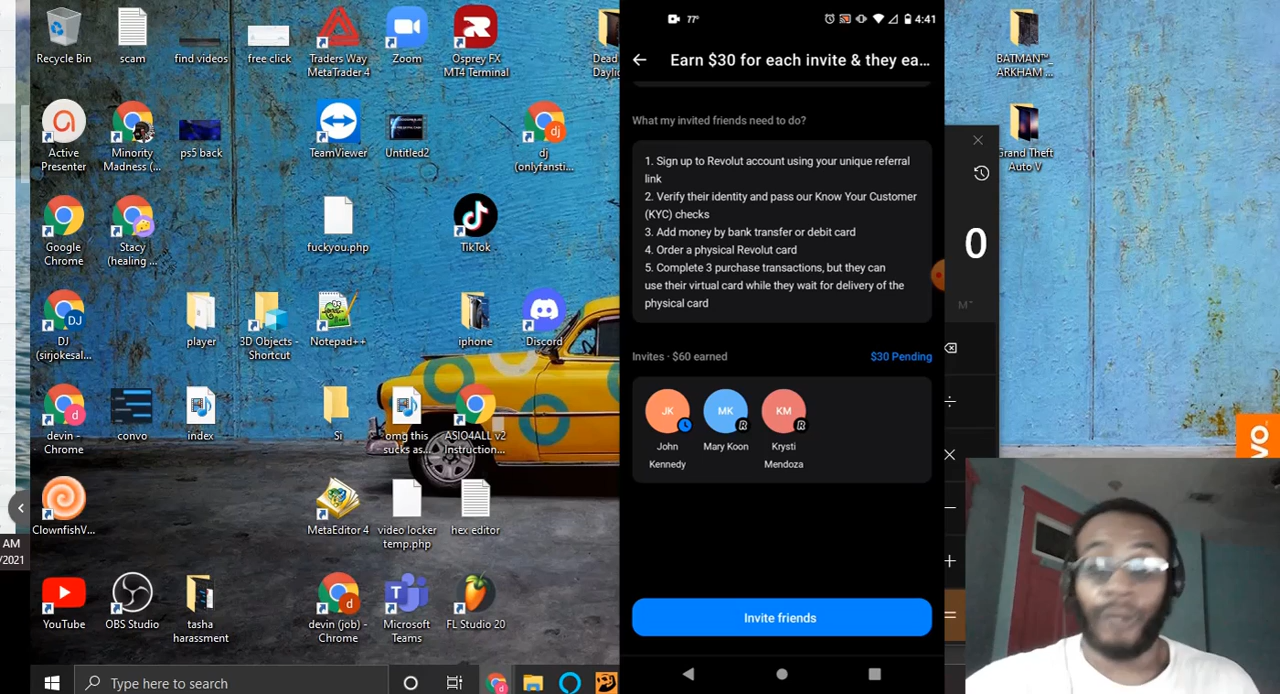 Recycle Bin
scam
find videos
free click
Traders Way
MetaTrader 4
Zoom
Osprey FX
MT4 Terminal
Dead
Daylig
Active
Presenter
Minority
Madness (...
ps5 back
TeamViewer
Untitled2
dj
(onlyfansti...
Google
Chrome
Stacy
(healing ...
fuckyou.php
TikTok
DJ
DJ
(sirjokesal...
player
3D Objects -
Shortcut
Notepad++
iphone
Discord
devin -
Chrome
convo
index
Si
omg this
sucks as...
ASIO4ALL v2
Instruction...
ClownfishV...
MetaEditor 4
video locker
temp.php
hex editor
AM
/2021
YouTube
OBS Studio
tasha
harassment
devin (job) -
Chrome
Microsoft
Teams
FL Studio 20
Type here to search
77°
4:41
Earn $30 for each invite & they ea...
What my invited friends need to do?
1. Sign up to Revolut account using your unique referral
link
2. Verify their identity and pass our Know Your Customer
(KYC) checks
3. Add money by bank transfer or debit card
4. Order a physical Revolut card
5. Complete 3 purchase transactions, but they can
use their virtual card while they wait for delivery of the
physical card
Invites · $60 earned
$30 Pending
JK
MK
KM
John
Kennedy
Mary Koon
Krysti
Mendoza
Invite friends
BATMAN™_
ARKHAM ...
Grand Theft
Auto V
0
VO